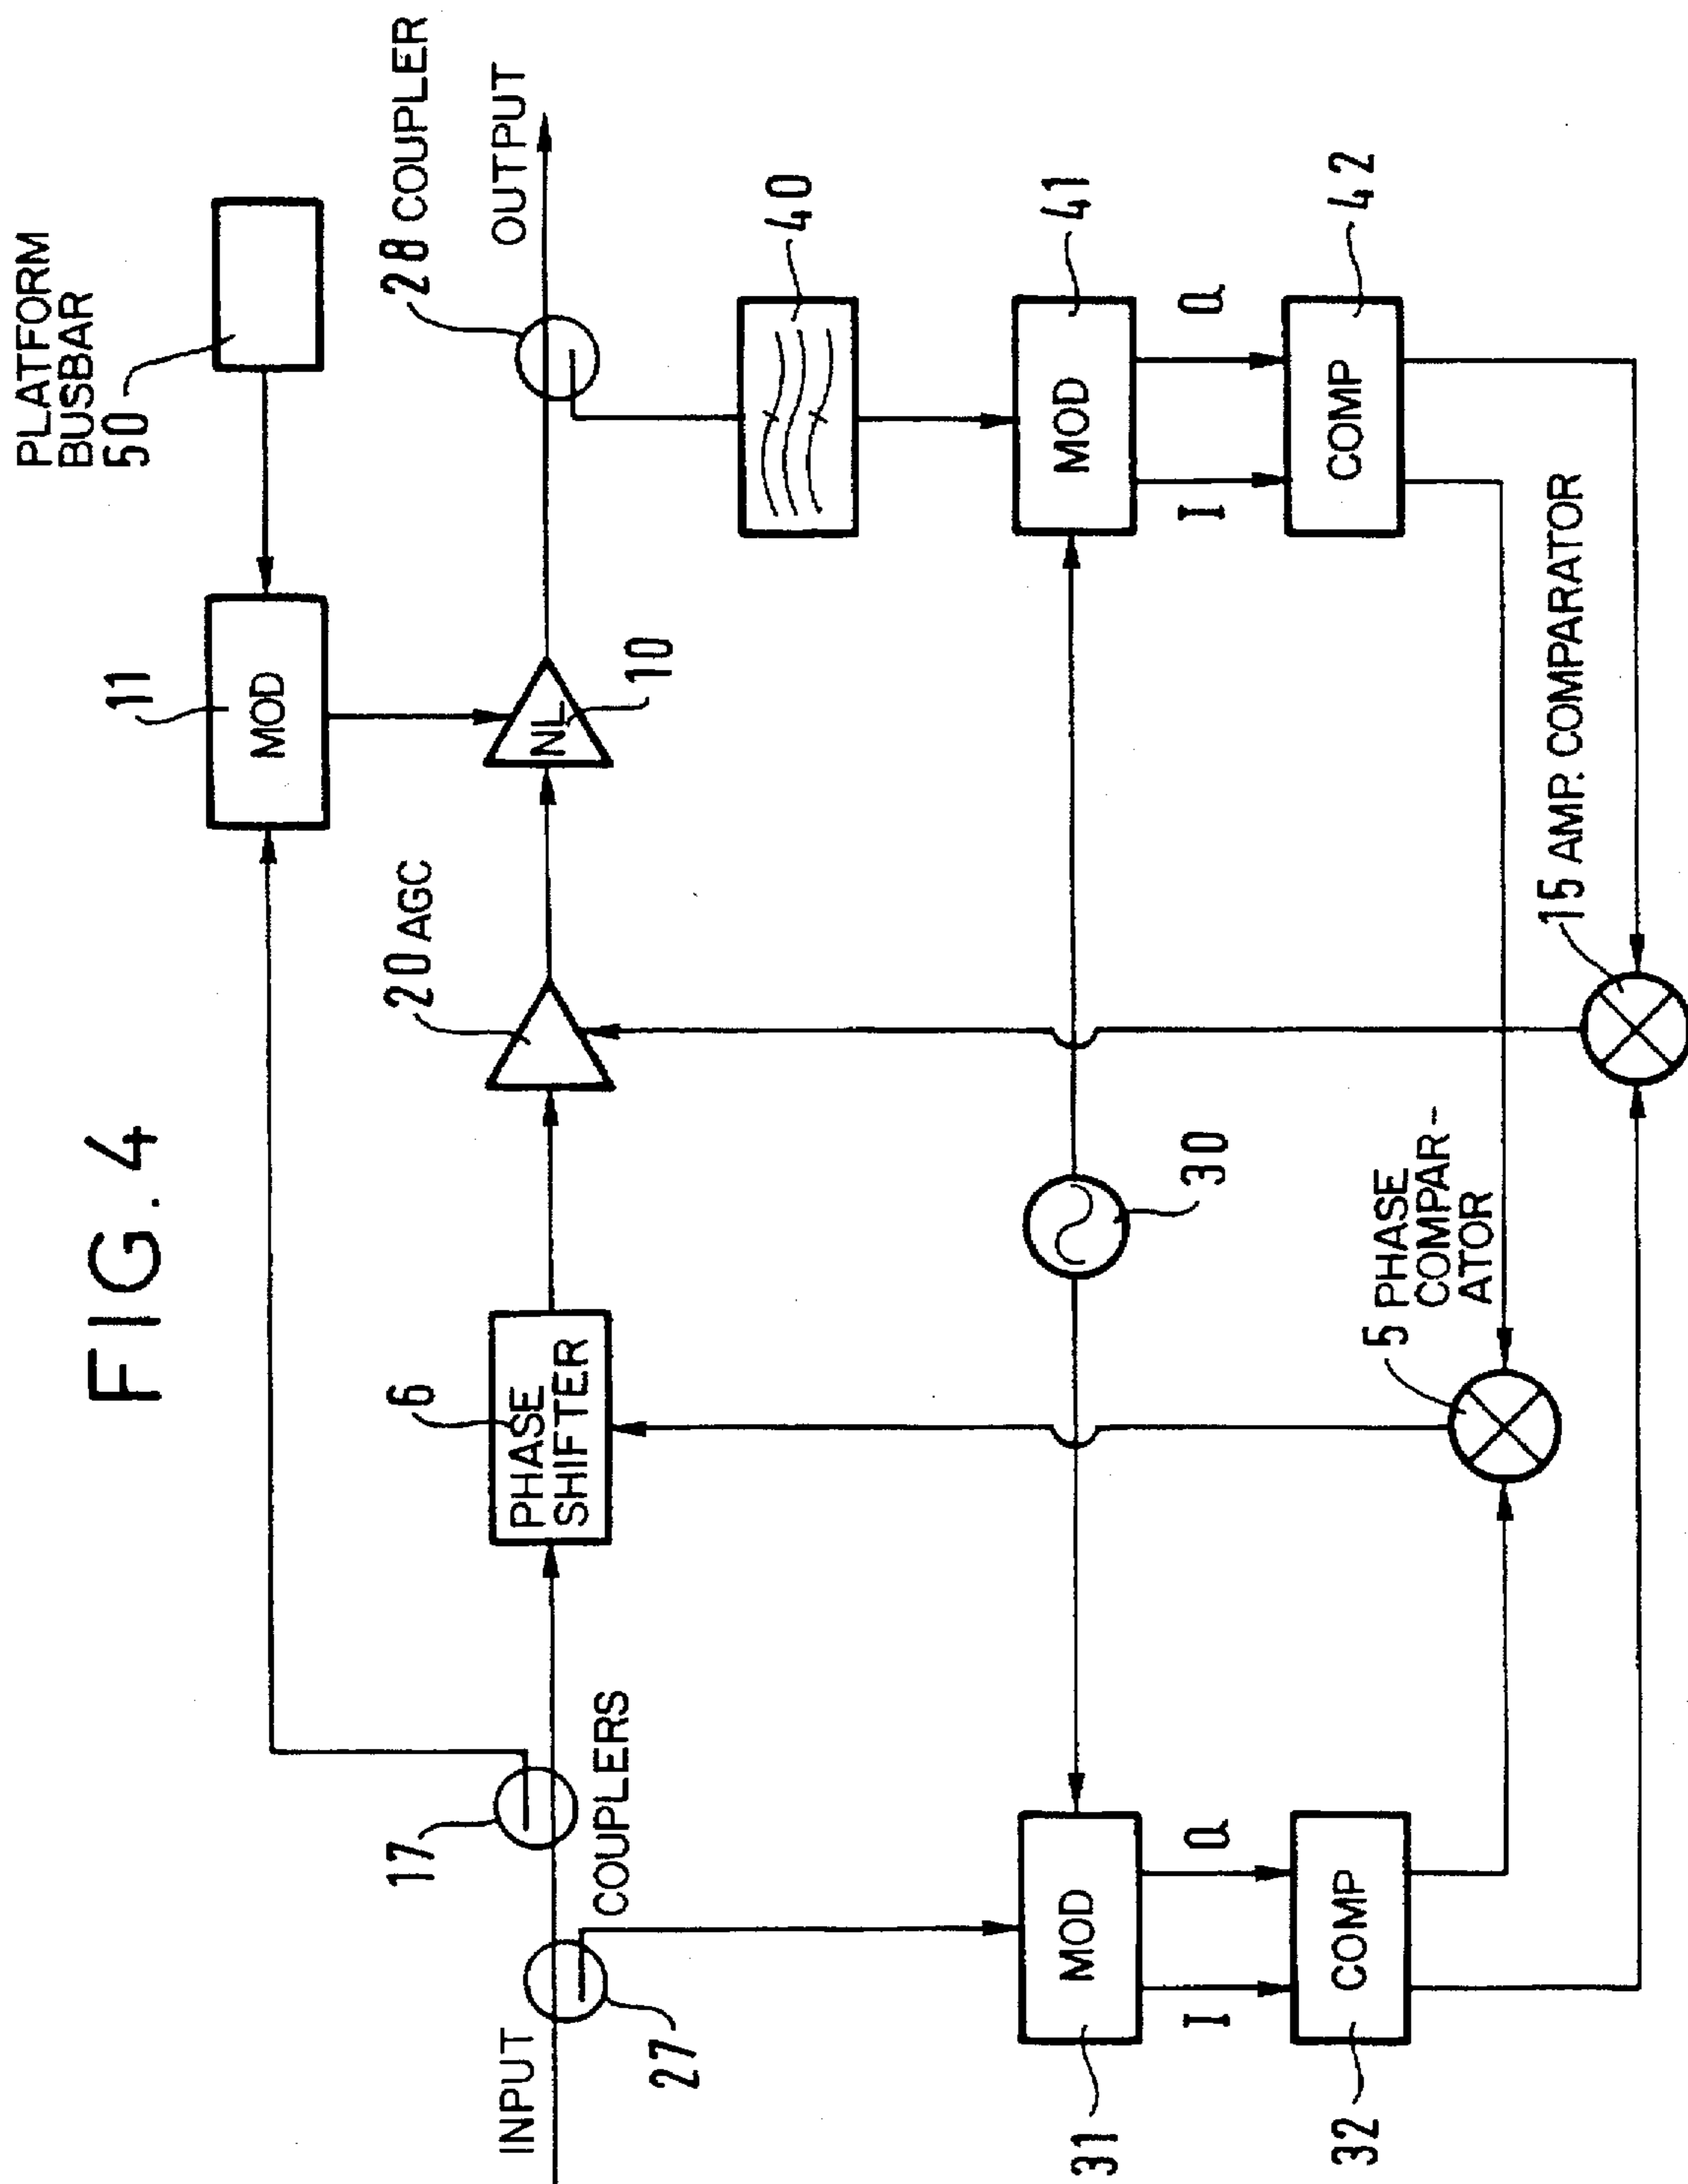 FIG. 4
PLATFORM
BUSBAR
50
11
MOD
28 COUPLER
OUTPUT
20 AGC
NL
10
6
PHASE
SHIFTER
17
COUPLERS
INPUT
27
40
30
31
MOD
41
MOD
I
Q
I
Q
32
COMP
42
COMP
5 PHASE
COMPAR-
ATOR
15 AMP. COMPARATOR